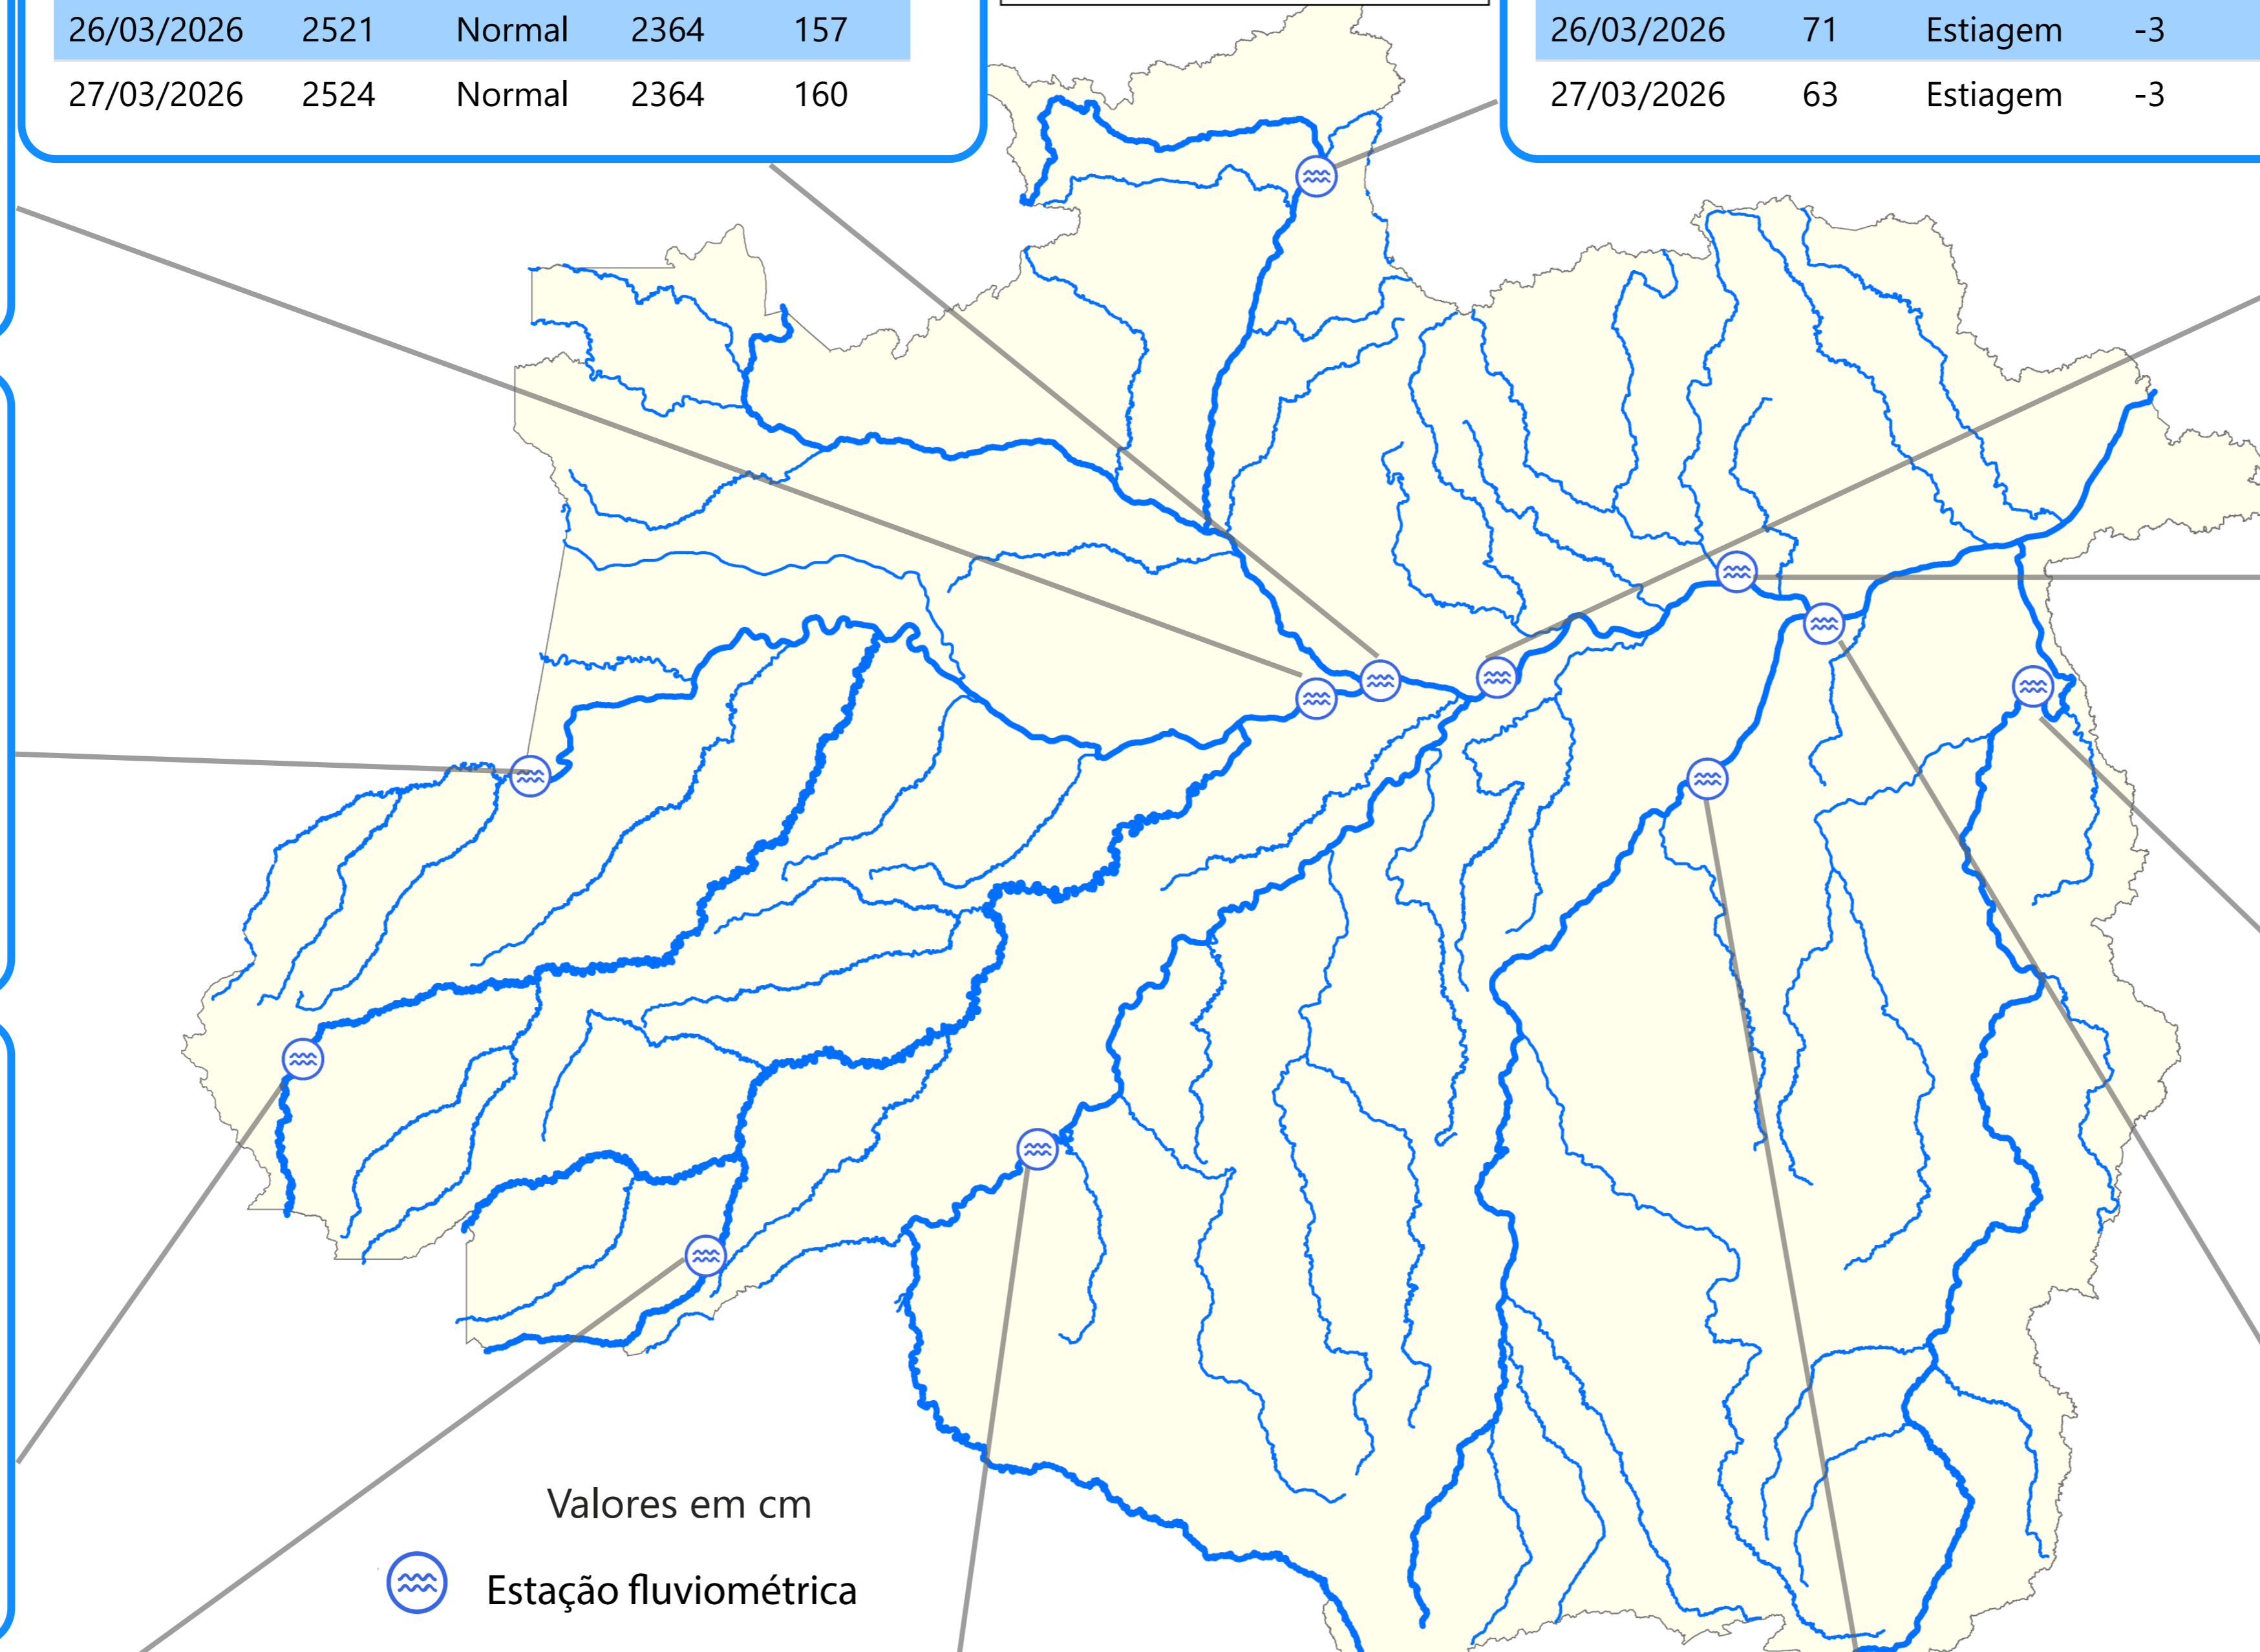 26/03/2026 2521 Normal 2364 157
27/03/2026 2524 Normal 2364 160
26/03/2026 71 Estiagem -3
27/03/2026 63 Estiagem -3
Valores em cm
Estação fluviométrica